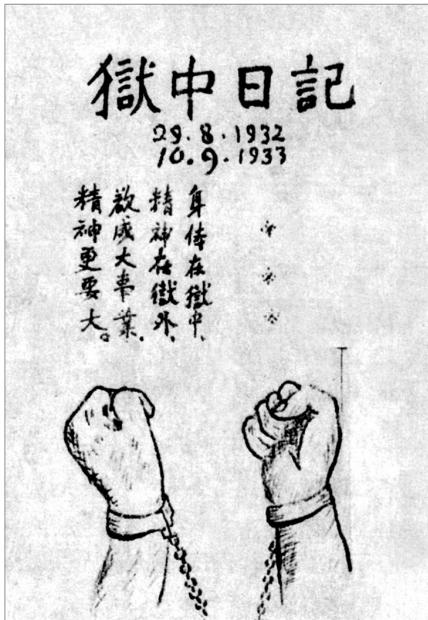 獄中日記
29.8.1932
10.9.1933
身体在獄中、
精神在獄外、
欲成大事業、
精神更要大。